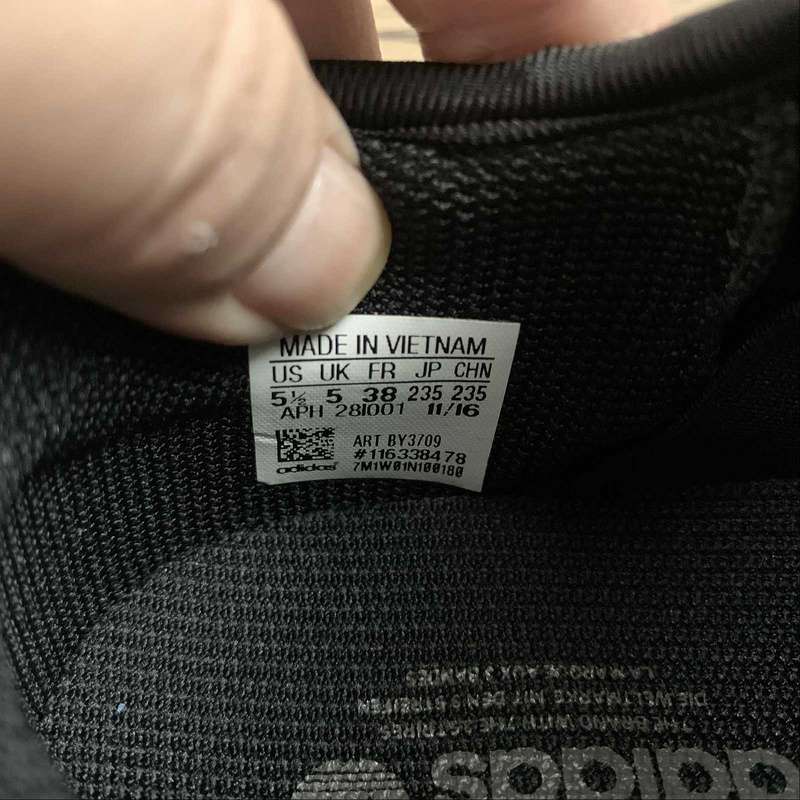 MADE IN VIETNAM
US UK FR JP CHN
5½ 5 38 235 235
APH 281001 11/16
ART BY3709
#116338478
adidas 7M1W01N100180
adidas
THE BRAND WITH THE 3 STRIPES
DIE WELTMARKE MIT DEN 3 STREIFEN
LA MARQUE AUX 3 BANDES